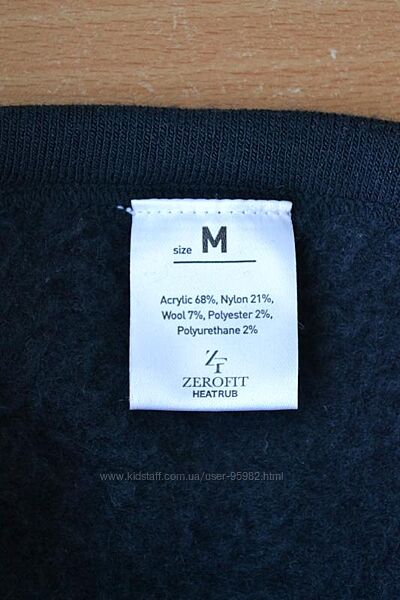 size M
Acrylic 68%, Nylon 21%,
Wool 7%, Polyester 2%,
Polyurethane 2%
ZEROFIT
HEATRUB
www.kidstaff.com.ua/user-95982.html